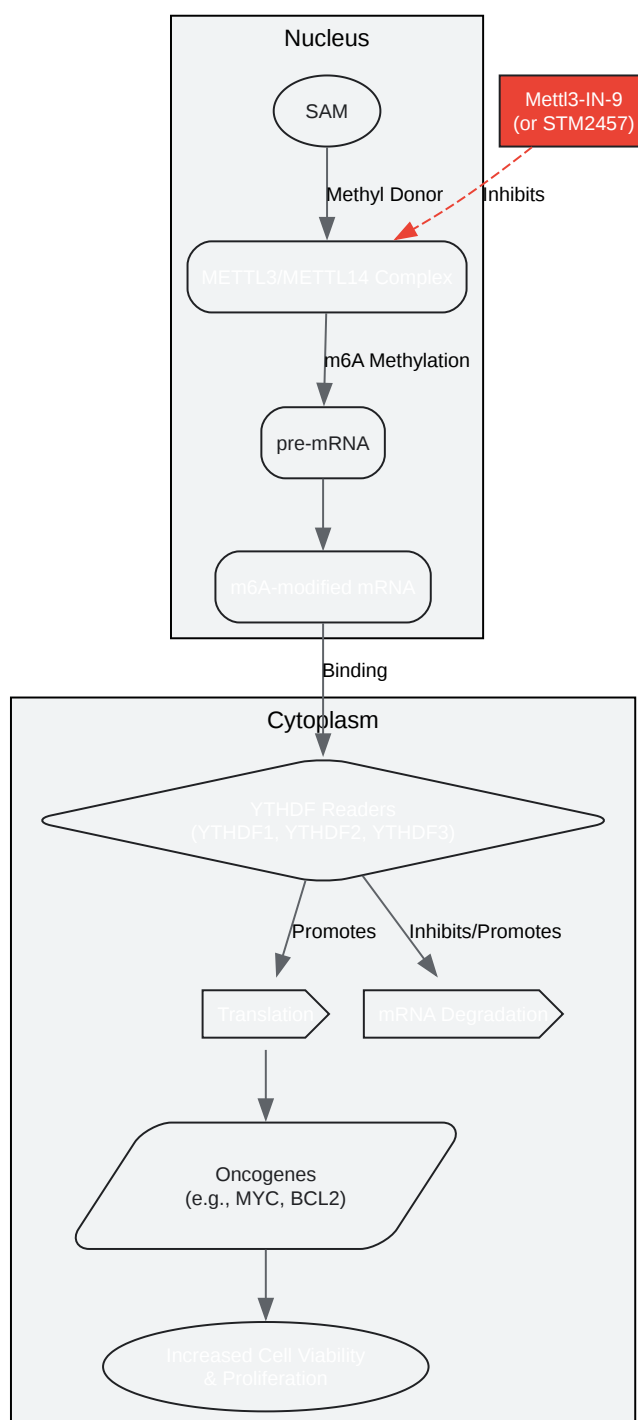 Nucleus
SAM
Mettl3-IN-9
(or STM2457)
Methyl Donor
Inhibits
METTL3/METTL14 Complex
m6A Methylation
pre-mRNA
m6A-modified mRNA
Binding
Cytoplasm
YTHDF Readers
(YTHDF1, YTHDF2, YTHDF3)
Promotes
Inhibits/Promotes
Translation
mRNA Degradation
Oncogenes
(e.g., MYC, BCL2)
Increased Cell Viability
& Proliferation